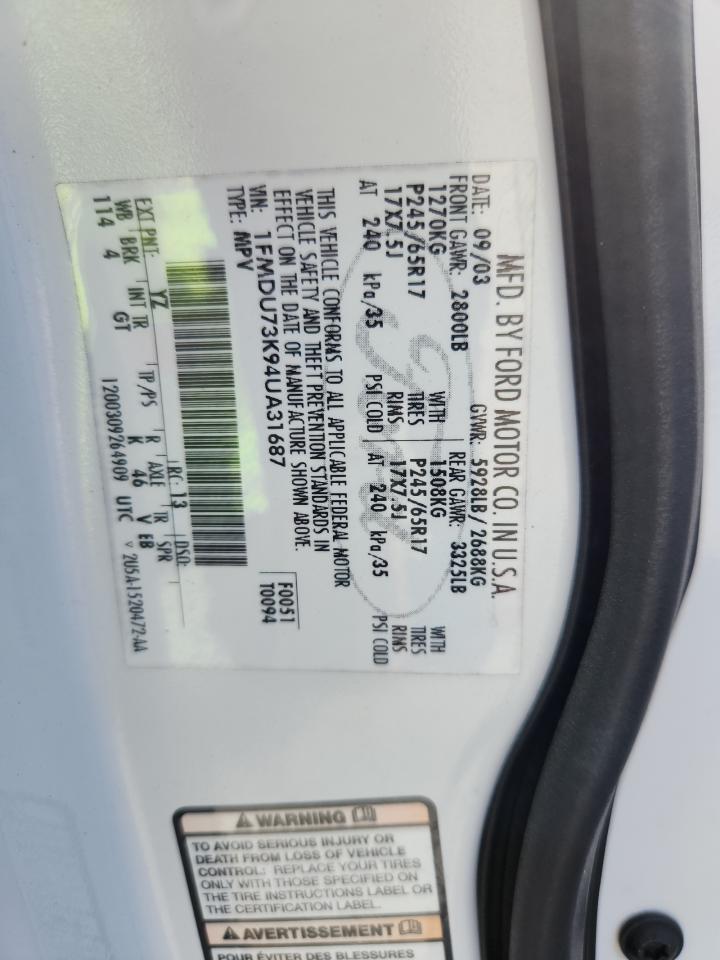 MFD. BY FORD MOTOR CO. IN U.S.A.
DATE: 09/03 GVWR: 5928LB/2688KG
FRONT GAWR: 2800LB REAR GAWR: 3325LB
1270KG WITH 1508KG WITH
P245/65R17 TIRES P245/65R17 TIRES
17X7.5J RIMS 17X7.5J RIMS
AT 240 kPa/35 PSI COLD AT 240 kPa/35 PSI COLD
THIS VEHICLE CONFORMS TO ALL APPLICABLE FEDERAL MOTOR
VEHICLE SAFETY AND THEFT PREVENTION STANDARDS IN
EFFECT ON THE DATE OF MANUFACTURE SHOWN ABOVE.
VIN: 1FMDU73K94UA31687 F0051
TYPE: MPV T0094
EXT PNT: YZ RC: 13 DSO:
WB BRK INT TR TP/PS R AXLE TR SPR
114 4 GT K 46 V EB
1200309264909 UTC V 2U5A-1520472-AA
WARNING
TO AVOID SERIOUS INJURY OR
DEATH FROM LOSS OF VEHICLE
CONTROL: REPLACE YOUR TIRES
ONLY WITH THOSE SPECIFIED ON
THE TIRE INSTRUCTIONS LABEL OR
THE CERTIFICATION LABEL.
AVERTISSEMENT
POUR ÉVITER DES BLESSURES